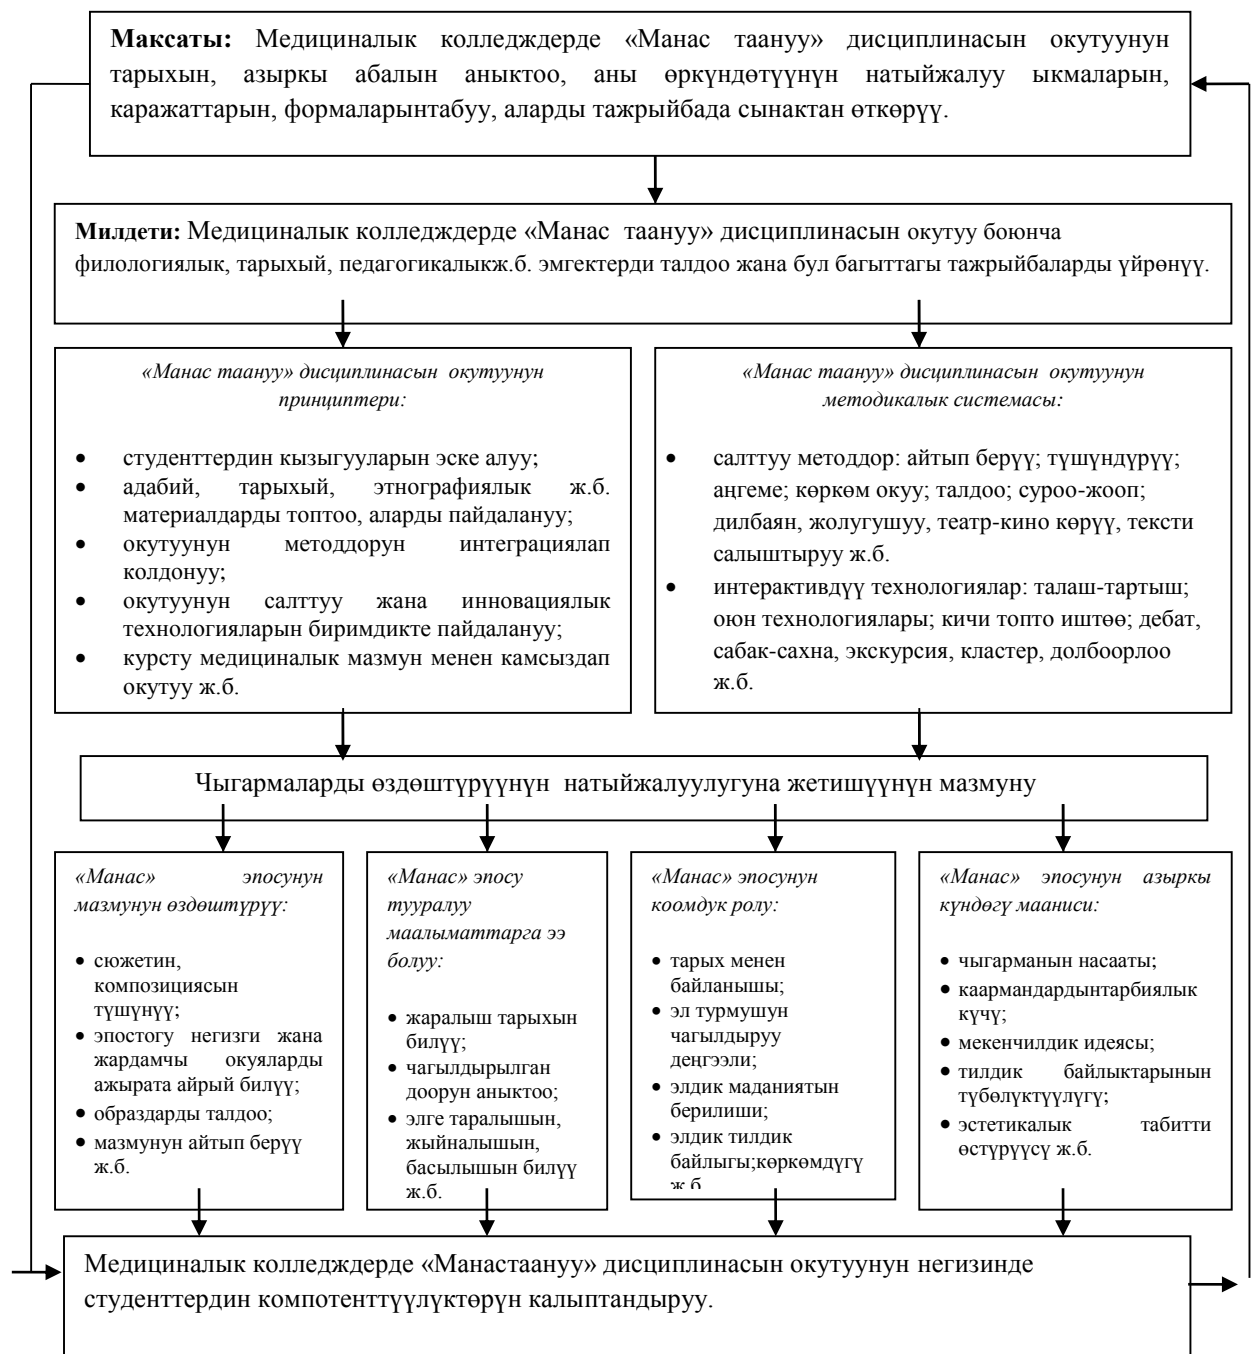 Максаты: Медициналык колледждерде «Манас таануу» дисциплинасын окутуунун
тарыхын, азыркы абалын аныктоо, аны өркүндөтүүнүн натыйжалуу ыкмаларын,
каражаттарын, формаларынтабуу, аларды тажрыйбада сынактан өткөрүү.
Милдети: Медициналык колледждерде «Манас таануу» дисциплинасын окутуу боюнча
филологиялык, тарыхый, педагогикалыкж.б. эмгектерди талдоо жана бул багыттагы тажрыйбаларды үйрөнүү.
«Манас таануу» дисциплинасын окутуунун
принциптери:
• студенттердин кызыгууларын эске алуу;
• адабий, тарыхый, этнографиялык ж.б.
материалдарды топтоо, аларды пайдалануу;
• окутуунун методдорун интеграциялап
колдонуу;
• окутуунун салттуу жана инновациялык
технологияларын биримдикте пайдалануу;
• курсту медициналык мазмун менен камсыздап
окутуу ж.б.
«Манас таануу» дисциплинасын окутуунун
методикалык системасы:
• салттуу методдор: айтып берүү; түшүндүрүү;
аңгеме; көркөм окуу; талдоо; суроо-жооп;
дилбаян, жолугушуу, театр-кино көрүү, тексти
салыштыруу ж.б.
• интерактивдүү технологиялар: талаш-тартыш;
оюн технологиялары; кичи топто иштөө; дебат,
сабак-сахна, экскурсия, кластер, долбоорлоо
ж.б.
Чыгармаларды өздөштүрүүнүн натыйжалуулугуна жетишүүнүн мазмуну
«Манас» эпосунун
мазмунун өздөштүрүү:
• сюжетин,
композициясын
түшүнүү;
• эпостогу негизги жана
жардамчы окуяларды
ажырата айрый билүү;
• образдарды талдоо;
• мазмунун айтып берүү
ж.б.
«Манас» эпосу
тууралуу
маалыматтарга ээ
болуу:
• жаралыш тарыхын
билүү;
• чагылдырылган
доорун аныктоо;
• элге таралышын,
жыйналышын,
басылышын билүү
ж.б.
«Манас» эпосунун
коомдук ролу:
• тарых менен
байланышы;
• эл турмушун
чагылдыруу
деңгээли;
• элдик маданиятын
берилиши;
• элдик тилдик
байлыгы;көркөмдүгү
ж.б.
«Манас» эпосунун азыркы
күндөгү мааниси:
• чыгарманын насааты;
• каармандардынтарбиялык
күчү;
• мекенчилдик идеясы;
• тилдик байлыктарынын
түбөлүктүүлүгү;
• эстетикалык табитти
өстүрүүсү ж.б.
Медициналык колледждерде «Манастаануу» дисциплинасын окутуунун негизинде
студенттердин компотенттүүлүктөрүн калыптандыруу.